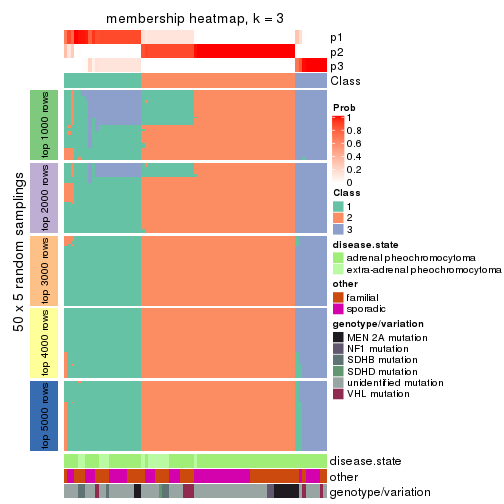 membership heatmap, k = 3
p1
p2
p3
Class
50 x 5 random samplings
top 1000 rows
top 2000 rows
top 3000 rows
top 4000 rows
top 5000 rows
Prob
1
0.8
0.6
0.4
0.2
0
Class
1
2
3
disease.state
adrenal pheochromocytoma
extra-adrenal pheochromocytoma
other
familial
sporadic
genotype/variation
MEN 2A mutation
NF1 mutation
SDHB mutation
SDHD mutation
unidentified mutation
VHL mutation
disease.state
other
genotype/variation